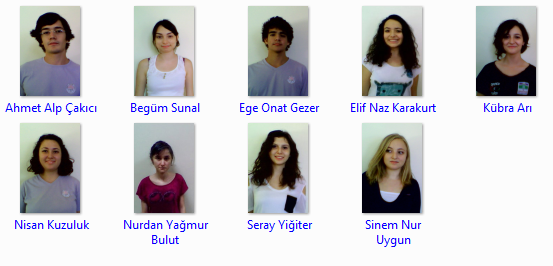 Ahmet Alp Çakıcı
Begüm Sunal
Ege Onat Gezer
Elif Naz Karakurt
Kübra Arı
Nisan Kuzuluk
Nurdan Yağmur
Bulut
Seray Yiğiter
Sinem Nur
Uygun